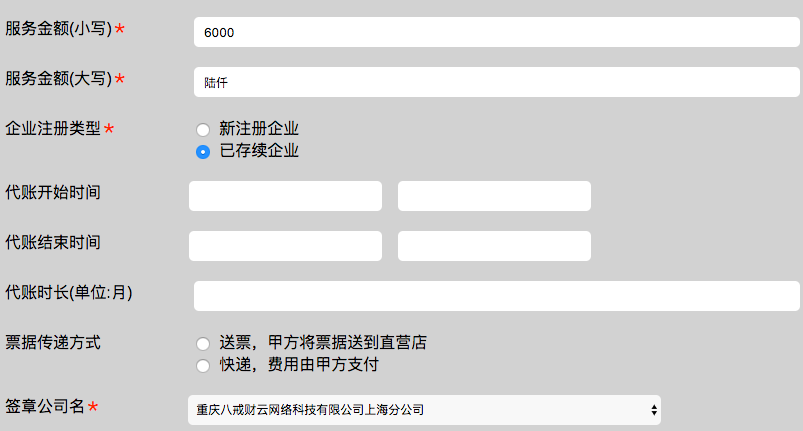 服务金额(小写)*
6000
服务金额(大写)*
陆仟
企业注册类型*
新注册企业
已存续企业
代账开始时间
代账结束时间
代账时长(单位:月)
票据传递方式
送票，甲方将票据送到直营店
快递，费用由甲方支付
签章公司名*
重庆八戒财云网络科技有限公司上海分公司